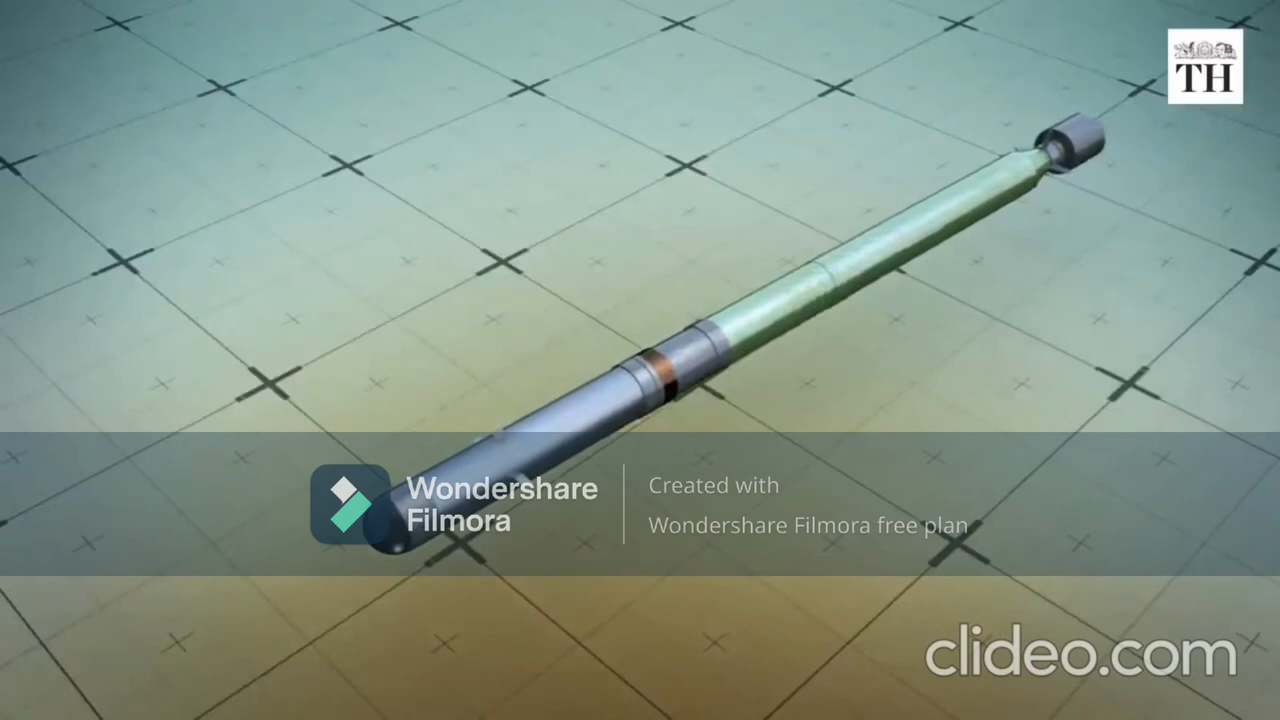 TH
Wondershare
Filmora
Created with
Wondershare Filmora free plan
clideo.com